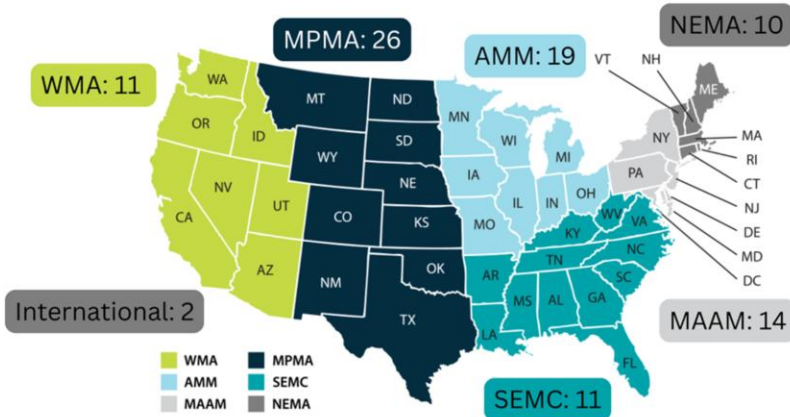 MPMA: 26
NEMA: 10
AMM: 19
WMA: 11
VT
NH
ME
WA
MT
ND
MN
OR
ID
SD
WI
MI
NY
MA
RI
WY
CT
NE
IA
PA
NJ
NV
IL
IN
OH
DE
CA
UT
CO
KS
MO
WV
VA
MD
KY
DC
AZ
NM
OK
AR
TN
NC
SC
International: 2
TX
MS
AL
GA
MAAM: 14
LA
FL
WMA
MPMA
AMM
SEMC
MAAM
NEMA
SEMC: 11